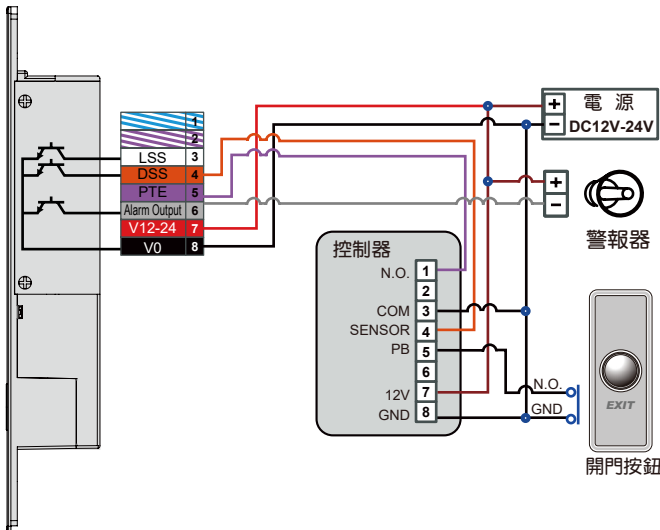 1
2
LSS 3
DSS 4
PTE 5
Alarm Output 6
V12-24 7
V0 8
+ 電源
− DC12V-24V
+
−
警報器
控制器
N.O. 1
2
COM 3
SENSOR 4
PB 5
6
12V 7
GND 8
N.O.
GND
EXIT
開門按鈕